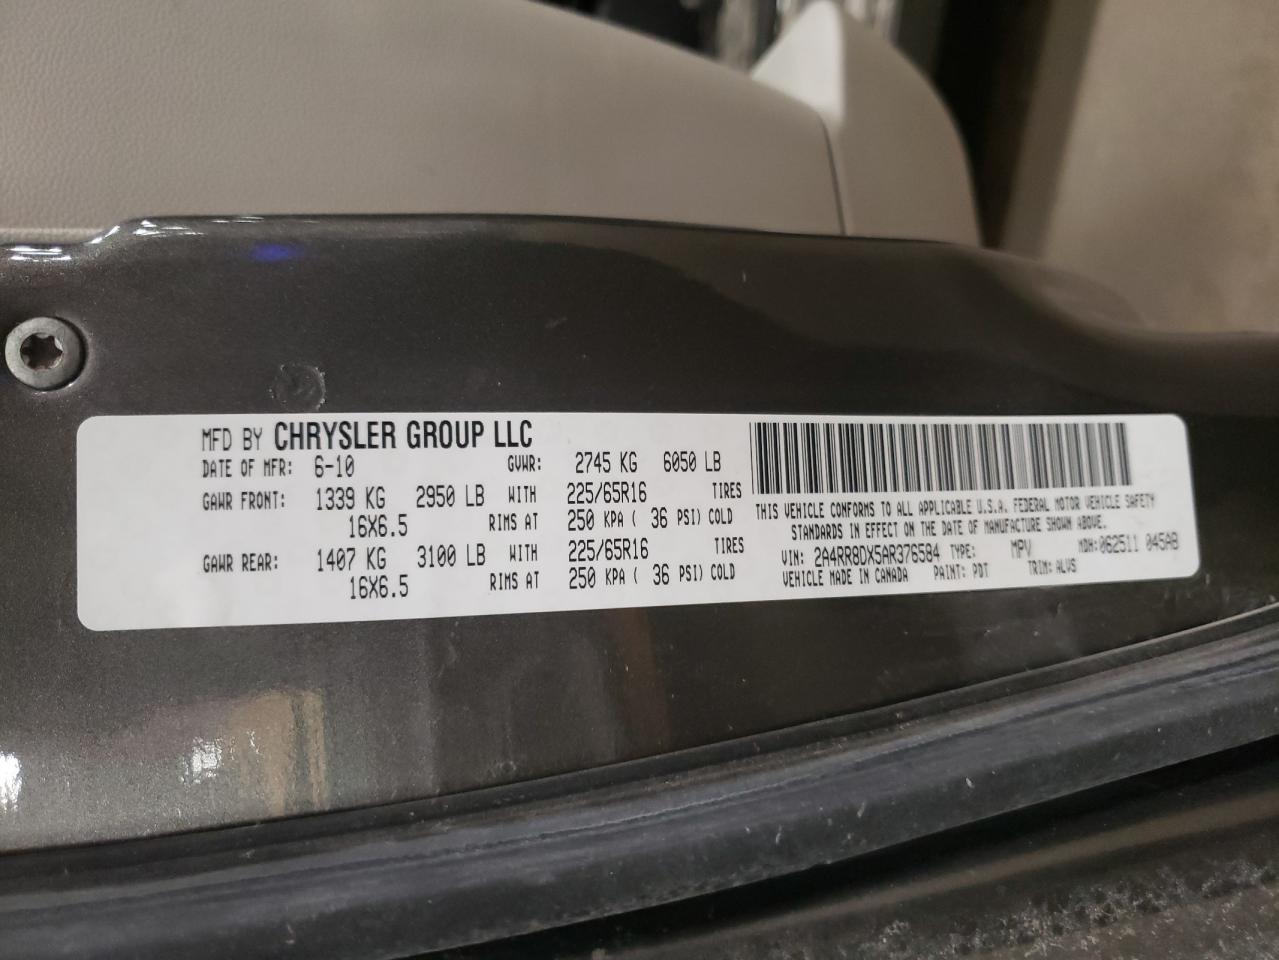 MFD BY CHRYSLER GROUP LLC
DATE OF MFR: 6-10 GVWR: 2745 KG 6050 LB
GAWR FRONT: 1339 KG 2950 LB WITH 225/65R16 TIRES
16X6.5 RIMS AT 250 KPA ( 36 PSI) COLD
GAWR REAR: 1407 KG 3100 LB WITH 225/65R16 TIRES
16X6.5 RIMS AT 250 KPA ( 36 PSI) COLD
THIS VEHICLE CONFORMS TO ALL APPLICABLE U.S.A. FEDERAL MOTOR VEHICLE SAFETY
STANDARDS IN EFFECT ON THE DATE OF MANUFACTURE SHOWN ABOVE.
VIN: 2A4RR8DX5AR376584 TYPE: MPV MDH: 062511 045AB
VEHICLE MADE IN CANADA PAINT: PDT TRIM: ALVS